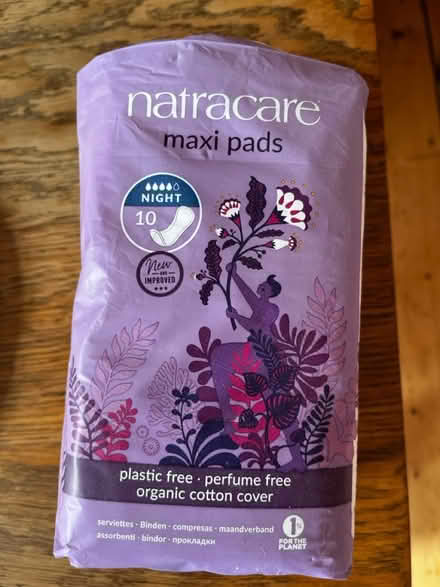 natracare
maxi pads
NIGHT
10
New
AND
IMPROVED
plastic free · perfume free
organic cotton cover
serviettes · Binden · compresas · maandverband
assorbenti · bindor · прокладки
1%
FOR THE
PLANET